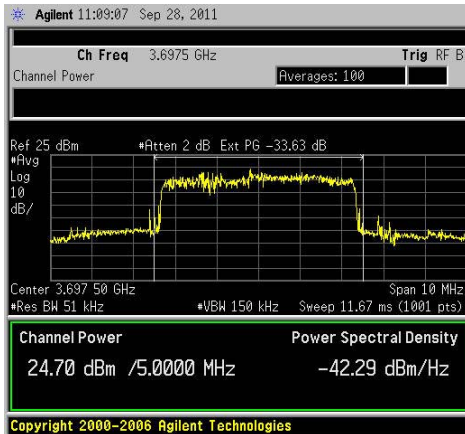 Agilent 11:09:07 Sep 28, 2011
Ch Freq 3.6975 GHz Trig RF B
Channel Power Averages: 100
Ref 25 dBm #Atten 2 dB Ext PG -33.63 dB
#Avg
Log
10
dB/
Center 3.697 50 GHz Span 10 MHz
#Res BW 51 kHz #VBW 150 kHz Sweep 11.67 ms (1001 pts)
Channel Power Power Spectral Density
24.70 dBm /5.0000 MHz -42.29 dBm/Hz
Copyright 2000-2006 Agilent Technologies